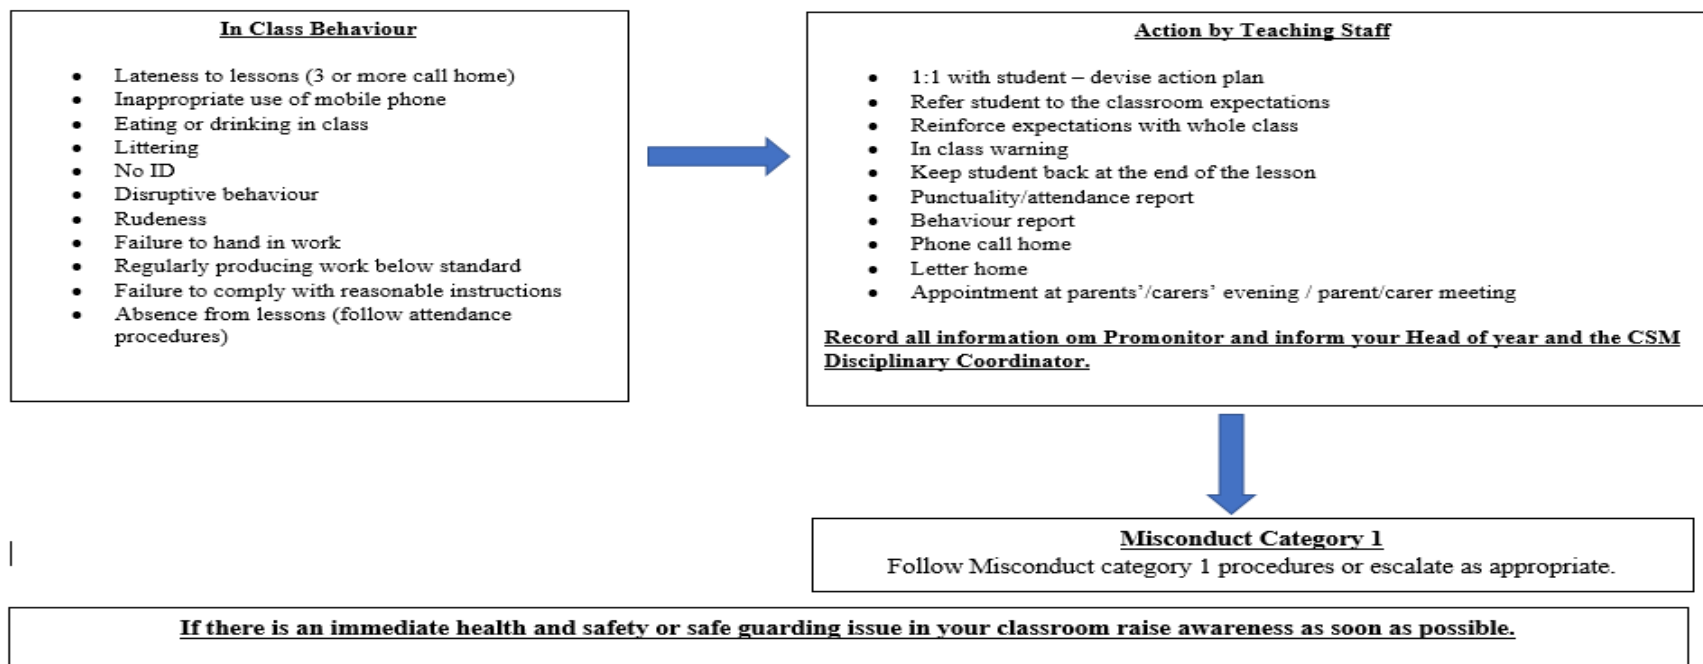 In Class Behaviour
• Lateness to lessons (3 or more call home)
• Inappropriate use of mobile phone
• Eating or drinking in class
• Littering
• No ID
• Disruptive behaviour
• Rudeness
• Failure to hand in work
• Regularly producing work below standard
• Failure to comply with reasonable instructions
• Absence from lessons (follow attendance
procedures)
Action by Teaching Staff
• 1:1 with student – devise action plan
• Refer student to the classroom expectations
• Reinforce expectations with whole class
• In class warning
• Keep student back at the end of the lesson
• Punctuality/attendance report
• Behaviour report
• Phone call home
• Letter home
• Appointment at parents’/carers’ evening / parent/carer meeting
Record all information om Promonitor and inform your Head of year and the CSM
Disciplinary Coordinator.
Misconduct Category 1
Follow Misconduct category 1 procedures or escalate as appropriate.
If there is an immediate health and safety or safe guarding issue in your classroom raise awareness as soon as possible.